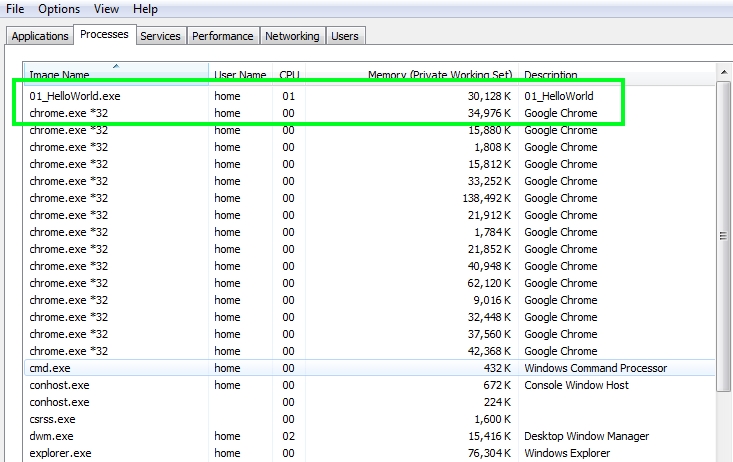 File Options View Help
Applications Processes Services Performance Networking Users
Image Name User Name CPU Memory (Private Working Set) Description
01_HelloWorld.exe home 01 30,128 K 01_HelloWorld
chrome.exe *32 home 00 34,976 K Google Chrome
chrome.exe *32 home 00 15,880 K Google Chrome
chrome.exe *32 home 00 1,808 K Google Chrome
chrome.exe *32 home 00 15,812 K Google Chrome
chrome.exe *32 home 00 33,252 K Google Chrome
chrome.exe *32 home 00 138,492 K Google Chrome
chrome.exe *32 home 00 21,912 K Google Chrome
chrome.exe *32 home 00 1,784 K Google Chrome
chrome.exe *32 home 00 21,852 K Google Chrome
chrome.exe *32 home 00 40,948 K Google Chrome
chrome.exe *32 home 00 62,120 K Google Chrome
chrome.exe *32 home 00 9,016 K Google Chrome
chrome.exe *32 home 00 32,448 K Google Chrome
chrome.exe *32 home 00 37,560 K Google Chrome
chrome.exe *32 home 00 42,368 K Google Chrome
cmd.exe home 00 432 K Windows Command Processor
conhost.exe home 00 672 K Console Window Host
conhost.exe 00 224 K
csrss.exe 00 1,600 K
dwm.exe home 02 15,416 K Desktop Window Manager
explorer.exe home 00 76,304 K Windows Explorer